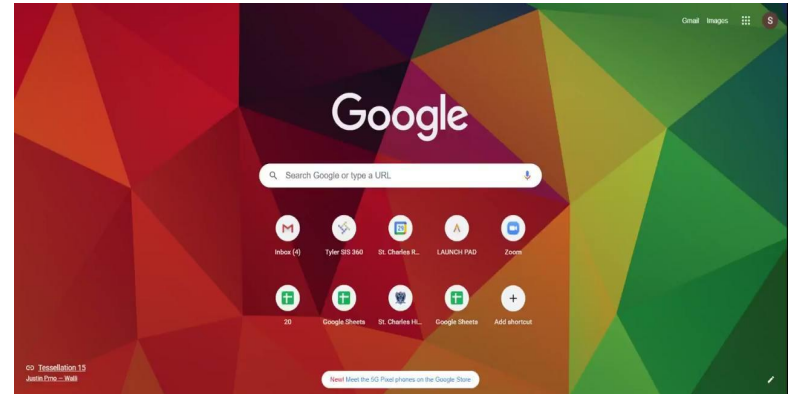 Gmail Images
S
Google
Search Google or type a URL
Inbox (4) Tyler SIS 360 St. Charles R... LAUNCH PAD Zoom
20 Google Sheets St. Charles Hi... Google Sheets Add shortcut
Tessellation 15
Justin Prno – Walli
New! Meet the 5G Pixel phones on the Google Store